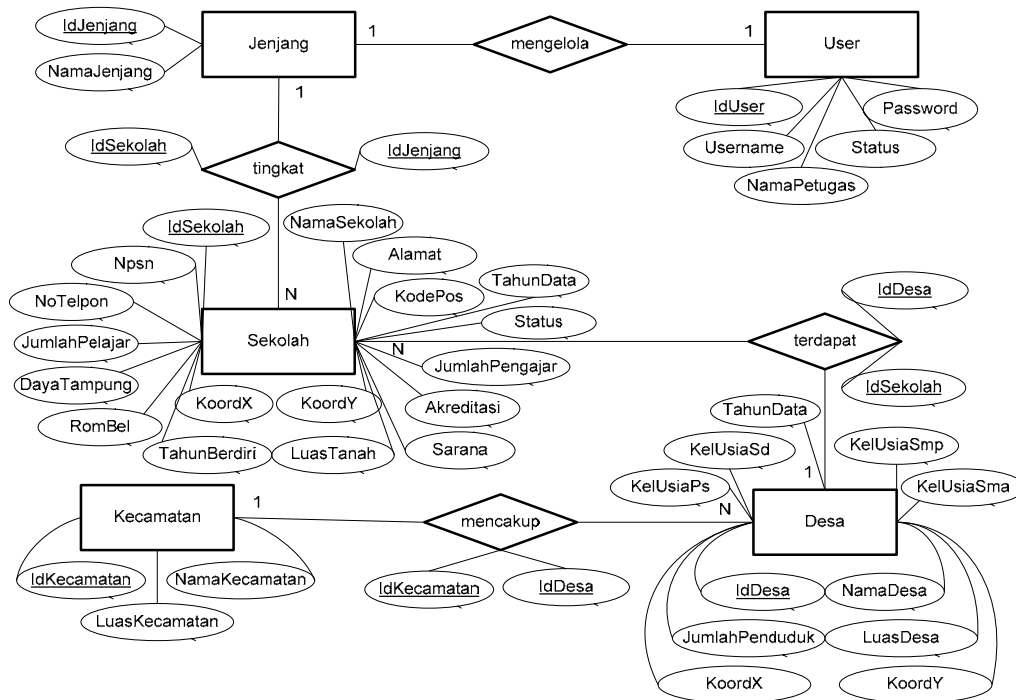 IdJenjang
NamaJenjang
Jenjang
1
mengelola
1
User
1
IdUser
Password
Username
Status
NamaPetugas
IdSekolah
IdJenjang
tingkat
IdSekolah
NamaSekolah
Npsn
Alamat
TahunData
NoTelpon
KodePos
N
Status
IdDesa
JumlahPelajar
Sekolah
N
JumlahPengajar
terdapat
DayaTampung
IdSekolah
KoordX
KoordY
Akreditasi
RomBel
TahunData
TahunBerdiri
LuasTanah
Sarana
KelUsiaSd
KelUsiaSmp
KelUsiaPs
1
KelUsiaSma
Kecamatan
1
mencakup
N
Desa
IdKecamatan
NamaKecamatan
IdKecamatan
IdDesa
IdDesa
NamaDesa
LuasKecamatan
JumlahPenduduk
LuasDesa
KoordX
KoordY